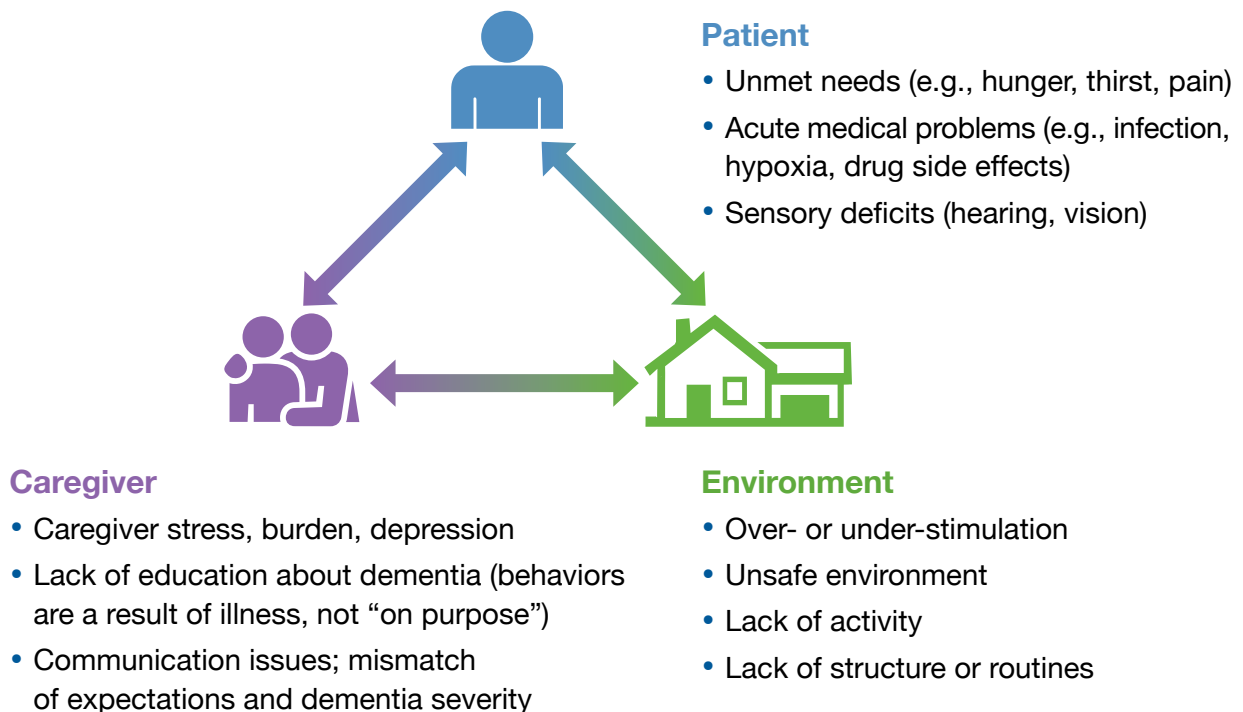 Patient
• Unmet needs (e.g., hunger, thirst, pain)
• Acute medical problems (e.g., infection,
hypoxia, drug side effects)
• Sensory deficits (hearing, vision)
Caregiver
• Caregiver stress, burden, depression
• Lack of education about dementia (behaviors
are a result of illness, not “on purpose”)
• Communication issues; mismatch
of expectations and dementia severity
Environment
• Over- or under-stimulation
• Unsafe environment
• Lack of activity
• Lack of structure or routines